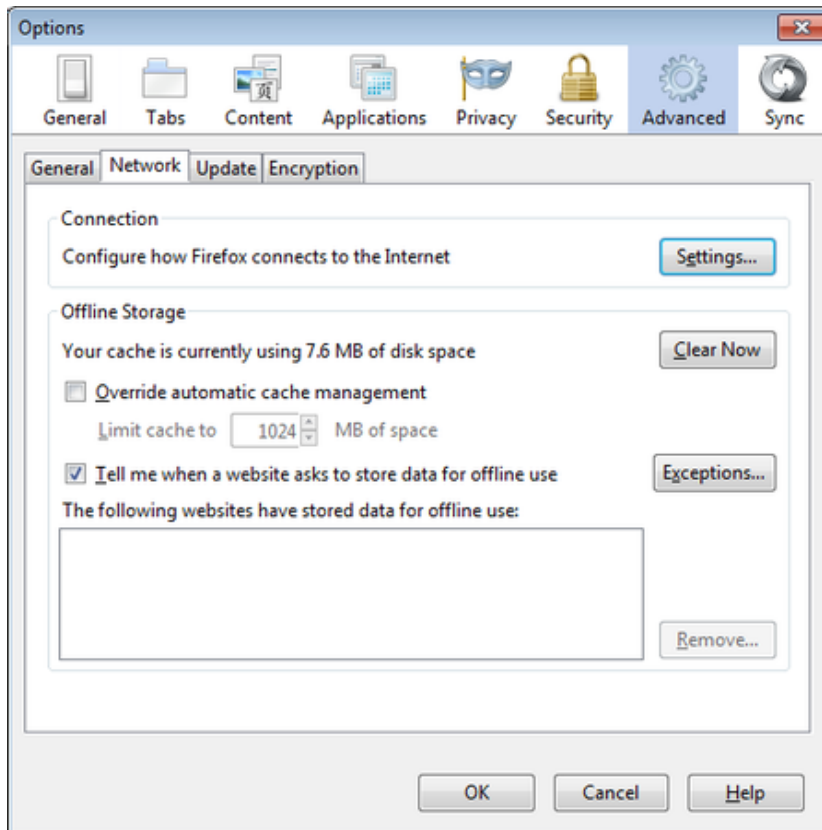 Options
General Tabs Content Applications Privacy Security Advanced Sync
General Network Update Encryption
Connection
Configure how Firefox connects to the Internet Settings...
Offline Storage
Your cache is currently using 7.6 MB of disk space Clear Now
Override automatic cache management
Limit cache to 1024 MB of space
Tell me when a website asks to store data for offline use Exceptions...
The following websites have stored data for offline use:
Remove...
OK Cancel Help